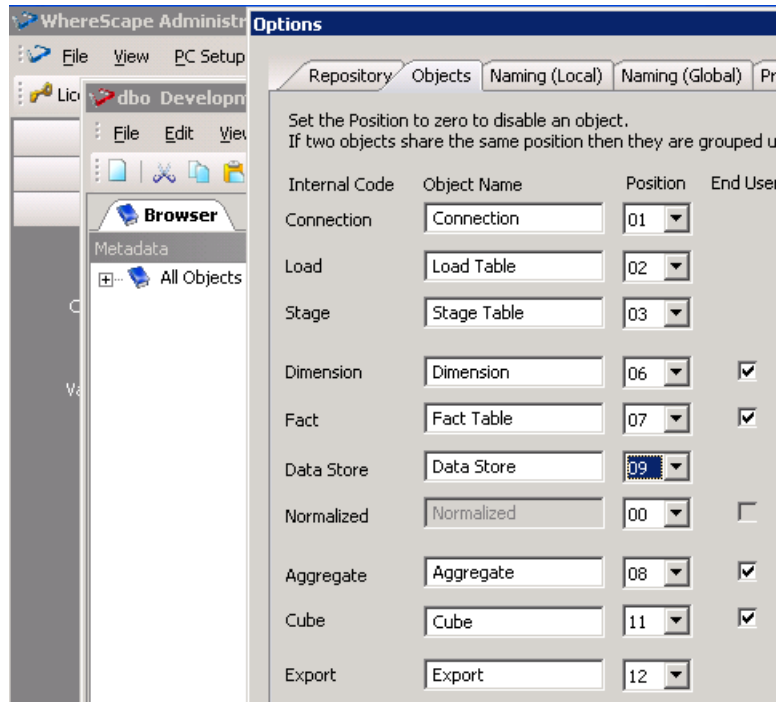 WhereScape Administr
File View PC Setup
Lic
dbo Developm
File Edit View
Browser
Metadata
All Objects
Options
Repository Objects Naming (Local) Naming (Global) Pr
Set the Position to zero to disable an object.
If two objects share the same position then they are grouped u
Internal Code Object Name Position End User
Connection Connection 01
Load Load Table 02
Stage Stage Table 03
Dimension Dimension 06
Fact Fact Table 07
Data Store Data Store 09
Normalized Normalized 00
Aggregate Aggregate 08
Cube Cube 11
Export Export 12